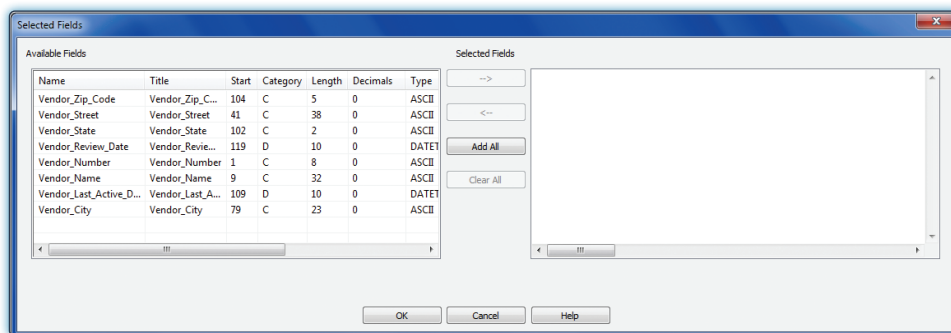 Selected Fields
Available Fields
Selected Fields
Name Title Start Category Length Decimals Type
Vendor_Zip_Code Vendor_Zip_C... 104 C 5 0 ASCII
Vendor_Street Vendor_Street 41 C 38 0 ASCII
Vendor_State Vendor_State 102 C 2 0 ASCII
Vendor_Review_Date Vendor_Revie... 119 D 10 0 DATET
Vendor_Number Vendor_Number 1 C 8 0 ASCII
Vendor_Name Vendor_Name 9 C 32 0 ASCII
Vendor_Last_Active_D... Vendor_Last_A... 109 D 10 0 DATET
Vendor_City Vendor_City 79 C 23 0 ASCII
-->
<--
Add All
Clear All
OK Cancel Help